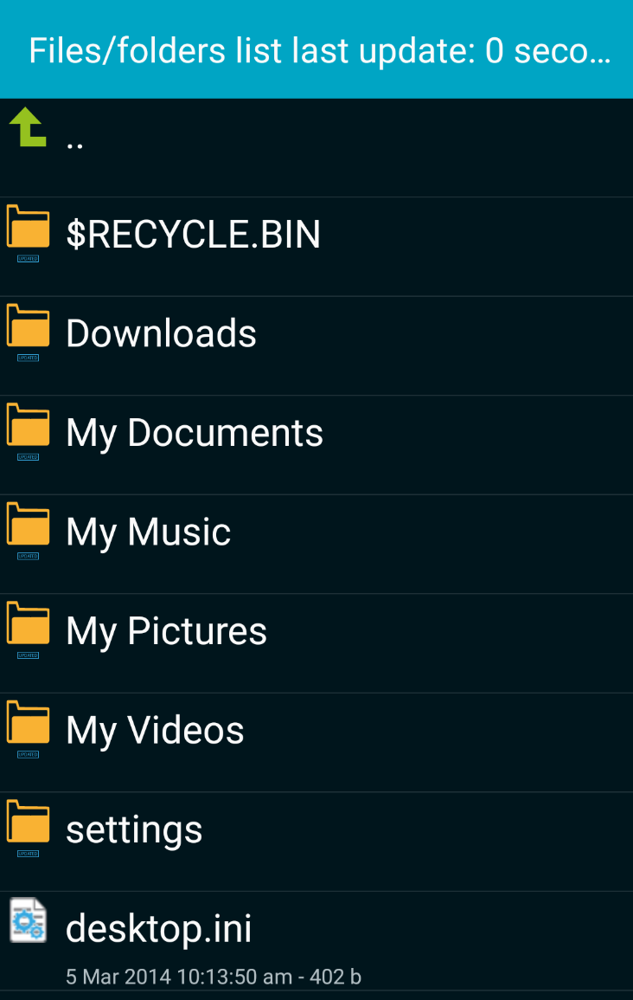 Files/folders list last update: 0 seco...
..
$RECYCLE.BIN
UPDATED
Downloads
UPDATED
My Documents
UPDATED
My Music
UPDATED
My Pictures
UPDATED
My Videos
UPDATED
settings
UPDATED
desktop.ini
5 Mar 2014 10:13:50 am - 402 b